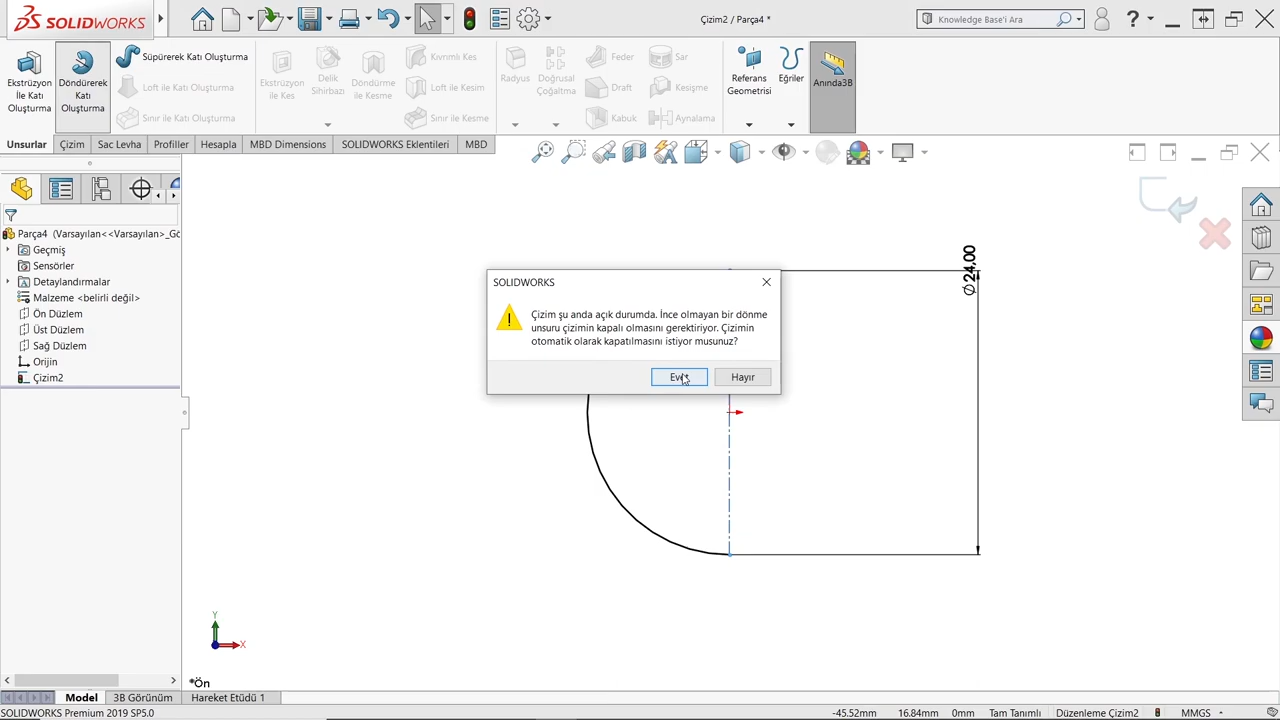 SOLIDWORKS
Çizim2 / Parça4 *
Knowledge Base'i Ara
Ekstrüzyon
İle Katı
Oluşturma
Döndürerek
Katı
Oluşturma
Süpürerek Katı Oluşturma
Loft ile Katı Oluşturma
Sınır ile Katı Oluşturma
Ekstrüzyon
ile Kes
Delik
Sihirbazı
Döndürme
ile Kesme
Kıvrımlı Kes
Loft ile Kesim
Sınır ile Kesme
Radyus
Doğrusal
Çoğaltma
Feder
Draft
Kabuk
Sar
Kesişme
Aynalama
Referans
Geometrisi
Eğriler
Anında3B
Unsurlar
Çizim
Sac Levha
Profiller
Hesapla
MBD Dimensions
SOLIDWORKS Eklentileri
MBD
Parça4 (Varsayılan<<Varsayılan>_Gö
Geçmiş
Sensörler
Detaylandırmalar
Malzeme <belirli değil>
Ön Düzlem
Üst Düzlem
Sağ Düzlem
Orijin
Çizim2
SOLIDWORKS
Çizim şu anda açık durumda. İnce olmayan bir dönme
unsuru çizimin kapalı olmasını gerektiriyor. Çizimin
otomatik olarak kapatılmasını istiyor musunuz?
Evet
Hayır
∅24,00
Y
X
*Ön
Model
3B Görünüm
Hareket Etüdü 1
SOLIDWORKS Premium 2019 SP5.0
-45.52mm
16.84mm
0mm
Tam Tanımlı
Düzenleme Çizim2
MMGS